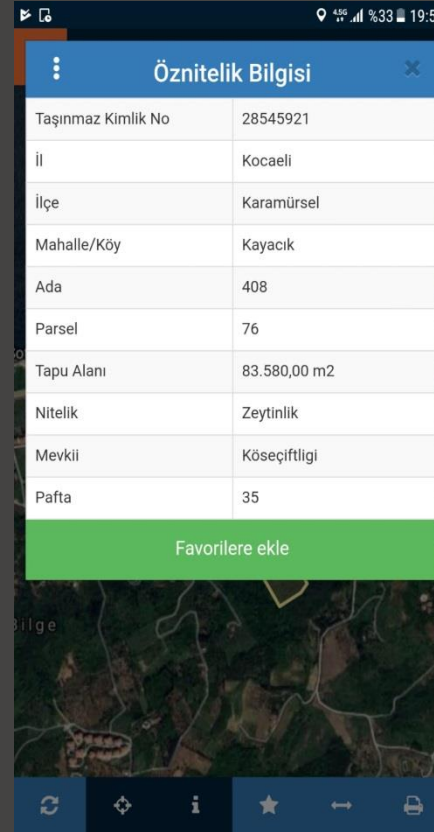 4.5G %33 19:5
Öznitelik Bilgisi
Taşınmaz Kimlik No 28545921
İl Kocaeli
İlçe Karamürsel
Mahalle/Köy Kayacık
Ada 408
Parsel 76
Tapu Alanı 83.580,00 m2
Nitelik Zeytinlik
Mevkii Köseçiftligi
Pafta 35
Favorilere ekle
Bilge